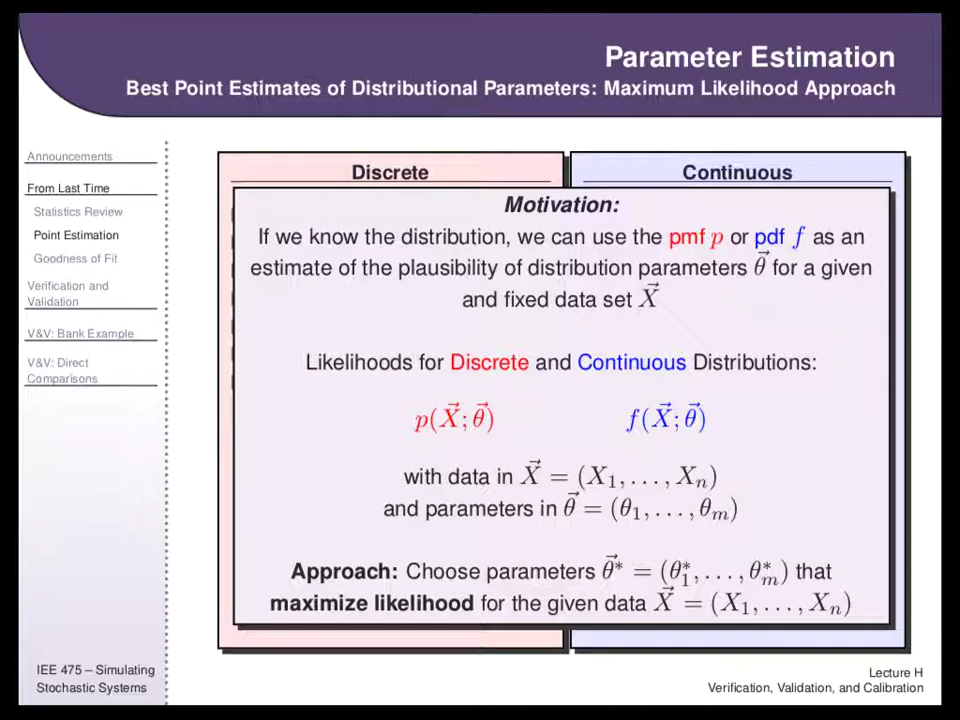 Parameter Estimation
Best Point Estimates of Distributional Parameters: Maximum Likelihood Approach
Announcements
From Last Time
Statistics Review
Point Estimation
Goodness of Fit
Verification and
Validation
V&V: Bank Example
V&V: Direct
Comparisons
IEE 475 – Simulating
Stochastic Systems
Discrete
Continuous
Motivation:
If we know the distribution, we can use the pmf p or pdf f as an
estimate of the plausibility of distribution parameters θ⃗ for a given
and fixed data set X⃗
Likelihoods for Discrete and Continuous Distributions:
p(X⃗; θ⃗) f(X⃗; θ⃗)
with data in X⃗ = (X₁, . . . , Xₙ)
and parameters in θ⃗ = (θ₁, . . . , θₘ)
Approach: Choose parameters θ⃗* = (θ₁*, . . . , θₘ*) that
maximize likelihood for the given data X⃗ = (X₁, . . . , Xₙ)
Lecture H
Verification, Validation, and Calibration